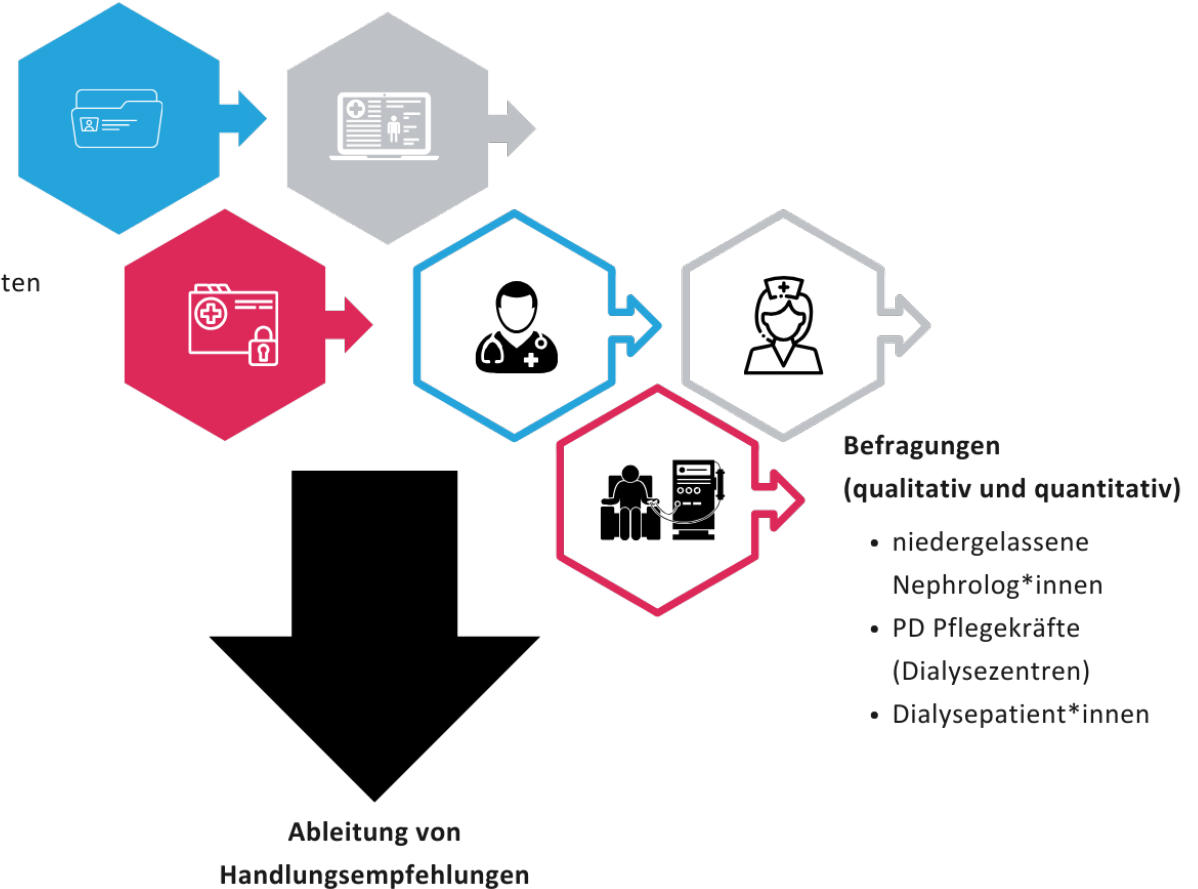 ten
Befragungen
(qualitativ und quantitativ)
• niedergelassene
Nephrolog*innen
• PD Pflegekräfte
(Dialysezentren)
• Dialysepatient*innen
Ableitung von
Handlungsempfehlungen